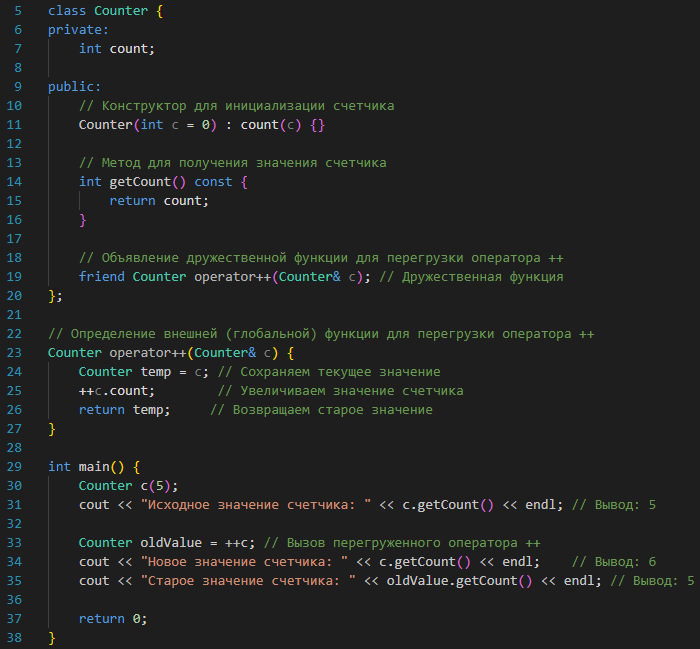 5 class Counter {
6 private:
7     int count;
8
9 public:
10     // Конструктор для инициализации счетчика
11     Counter(int c = 0) : count(c) {}
12
13     // Метод для получения значения счетчика
14     int getCount() const {
15         return count;
16     }
17
18     // Объявление дружественной функции для перегрузки оператора ++
19     friend Counter operator++(Counter& c); // Дружественная функция
20 };
21
22 // Определение внешней (глобальной) функции для перегрузки оператора ++
23 Counter operator++(Counter& c) {
24     Counter temp = c; // Сохраняем текущее значение
25     ++c.count;        // Увеличиваем значение счетчика
26     return temp;     // Возвращаем старое значение
27 }
28
29 int main() {
30     Counter c(5);
31     cout << "Исходное значение счетчика: " << c.getCount() << endl; // Вывод: 5
32
33     Counter oldValue = ++c; // Вызов перегруженного оператора ++
34     cout << "Новое значение счетчика: " << c.getCount() << endl;    // Вывод: 6
35     cout << "Старое значение счетчика: " << oldValue.getCount() << endl; // Вывод: 5
36
37     return 0;
38 }